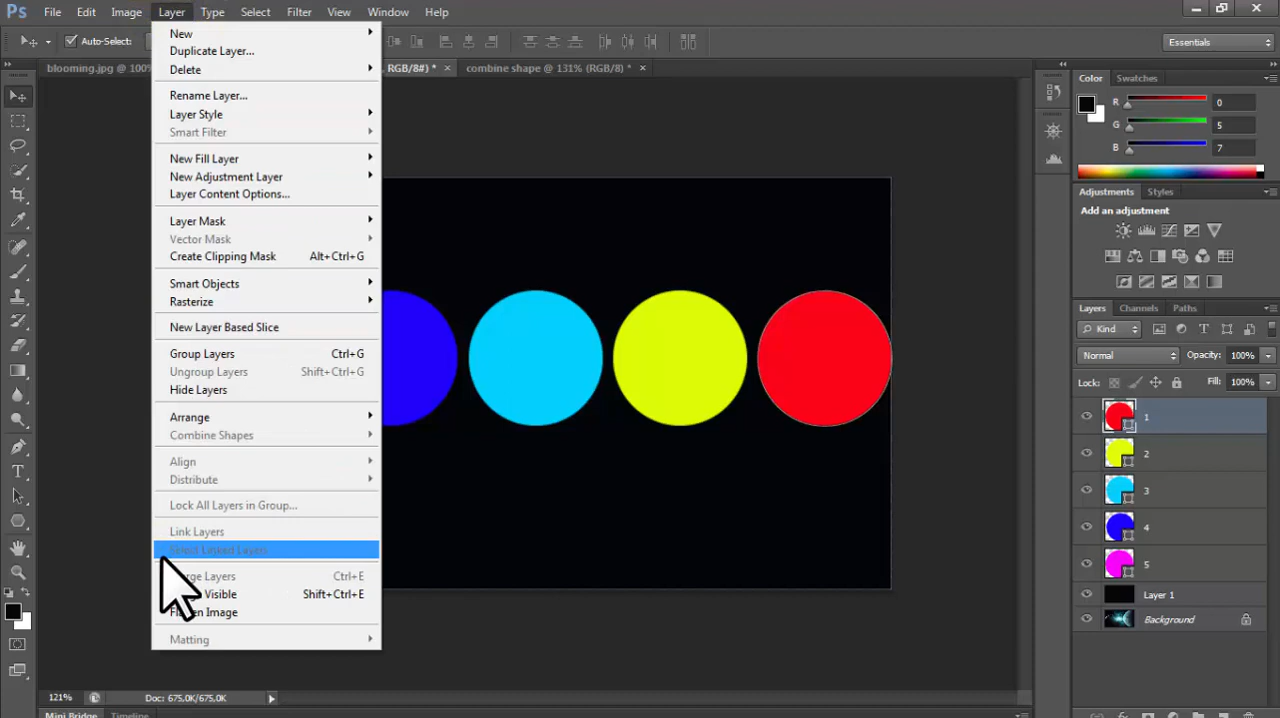 Ps File Edit Image Layer Type Select Filter View Window Help
Auto-Select:
Essentials
blooming.jpg @ 100%
, RGB/8#) * ×
combine shape @ 131% (RGB/8) * ×
New
Duplicate Layer...
Delete
Rename Layer...
Layer Style
Smart Filter
New Fill Layer
New Adjustment Layer
Layer Content Options...
Layer Mask
Vector Mask
Create Clipping Mask Alt+Ctrl+G
Smart Objects
Rasterize
New Layer Based Slice
Group Layers Ctrl+G
Ungroup Layers Shift+Ctrl+G
Hide Layers
Arrange
Combine Shapes
Align
Distribute
Lock All Layers in Group...
Link Layers
Select Linked Layers
Layers Ctrl+E
Visible Shift+Ctrl+E
Image
Matting
Color Swatches
R 0
G 5
B 7
Adjustments Styles
Add an adjustment
Layers Channels Paths
Kind
Normal Opacity: 100%
Lock: Fill: 100%
1
2
3
4
5
Layer 1
Background
121% Doc: 675,0K/675,0K
Mini Bridge Timeline